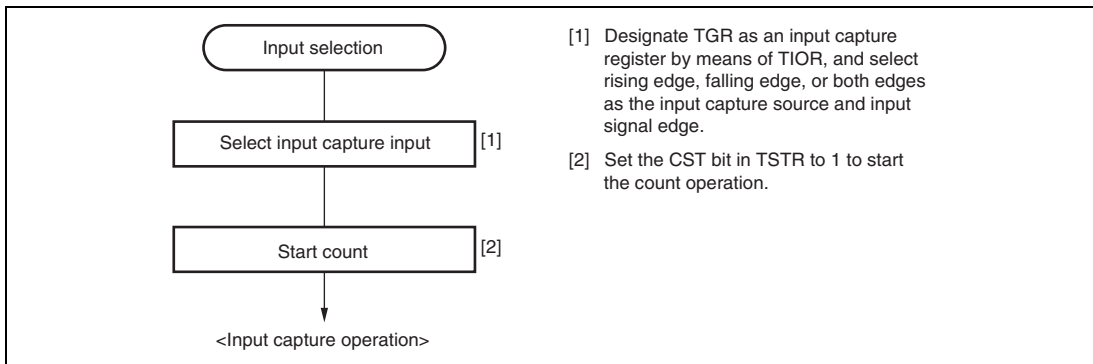 Input selection
Select input capture input
[1]
Start count
[2]
<Input capture operation>
[1] Designate TGR as an input capture
register by means of TIOR, and select
rising edge, falling edge, or both edges
as the input capture source and input
signal edge.
[2] Set the CST bit in TSTR to 1 to start
the count operation.